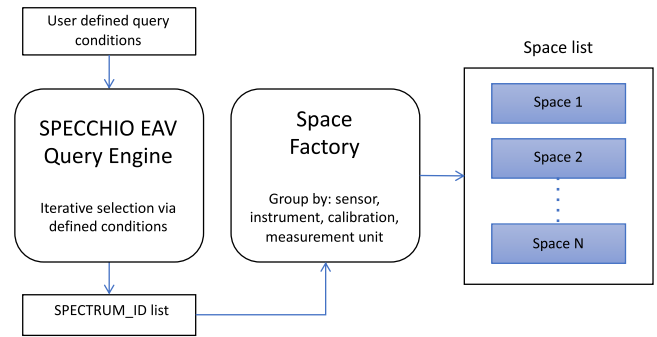 User defined query
conditions
SPECCHIO EAV
Query Engine
Iterative selection via
defined conditions
SPECTRUM_ID list
Space
Factory
Group by: sensor,
instrument, calibration,
measurement unit
Space list
Space 1
Space 2
Space N